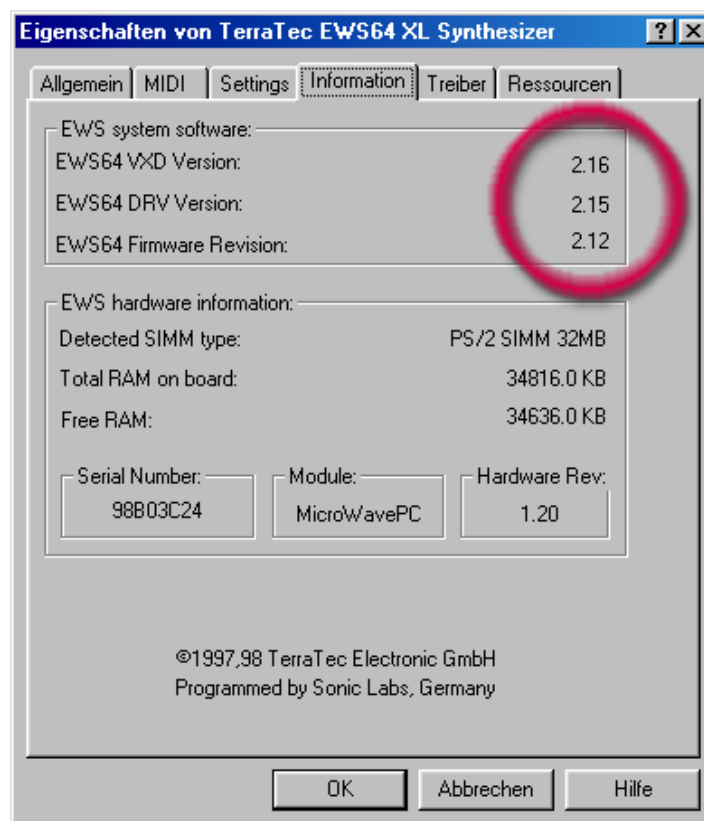 Eigenschaften von TerraTec EWS64 XL Synthesizer
Allgemein MIDI Settings Information Treiber Ressourcen
EWS system software:
EWS64 VXD Version: 2.16
EWS64 DRV Version: 2.15
EWS64 Firmware Revision: 2.12
EWS hardware information:
Detected SIMM type: PS/2 SIMM 32MB
Total RAM on board: 34816.0 KB
Free RAM: 34636.0 KB
Serial Number: Module: Hardware Rev:
98B03C24 MicroWavePC 1.20
©1997,98 TerraTec Electronic GmbH
Programmed by Sonic Labs, Germany
OK Abbrechen Hilfe